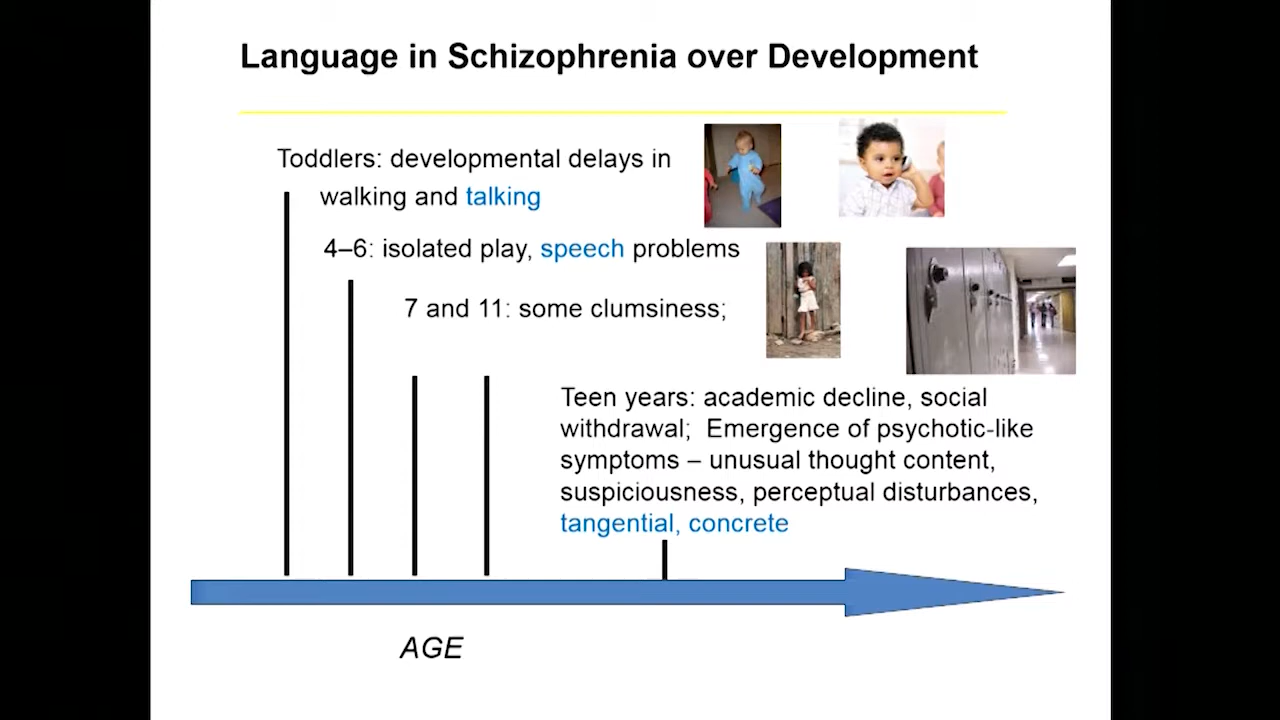 Language in Schizophrenia over Development
Toddlers: developmental delays in
walking and talking
4–6: isolated play, speech problems
7 and 11: some clumsiness;
Teen years: academic decline, social
withdrawal;  Emergence of psychotic-like
symptoms – unusual thought content,
suspiciousness, perceptual disturbances,
tangential, concrete
AGE